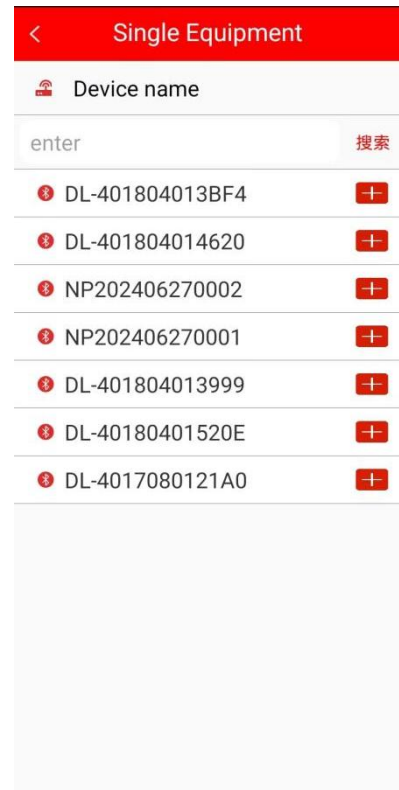 Single Equipment
Device name
enter 搜索
DL-401804013BF4
DL-401804014620
NP202406270002
NP202406270001
DL-401804013999
DL-40180401520E
DL-4017080121A0